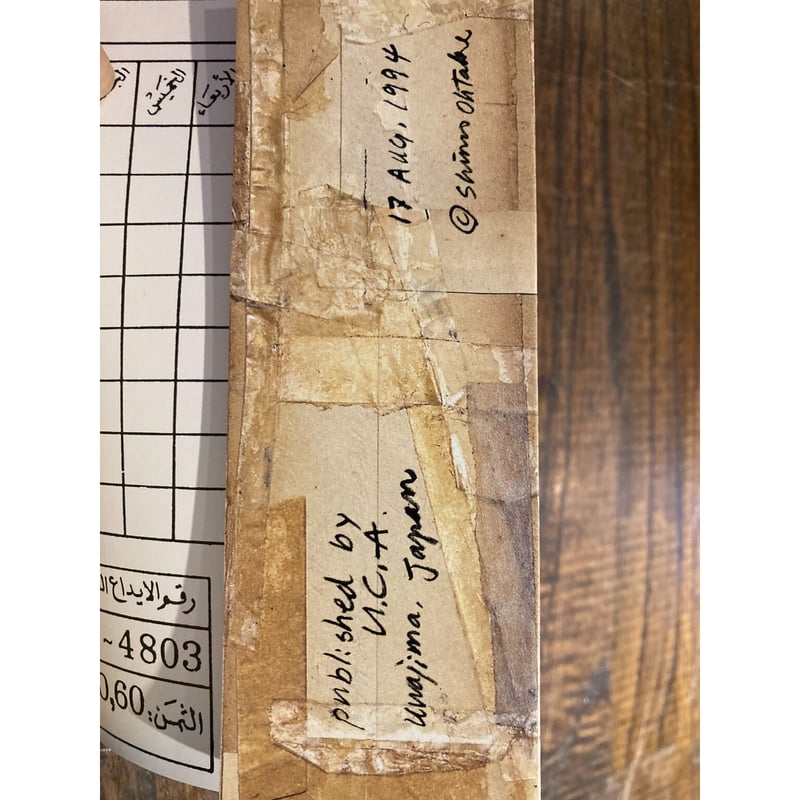 الأربعاء الخميس
رقم الايداع
4803
الثمن: 0,60
published by
U.C.A.
Uwajima, Japan
17 AUG, 1994
© Shinro Ohtake